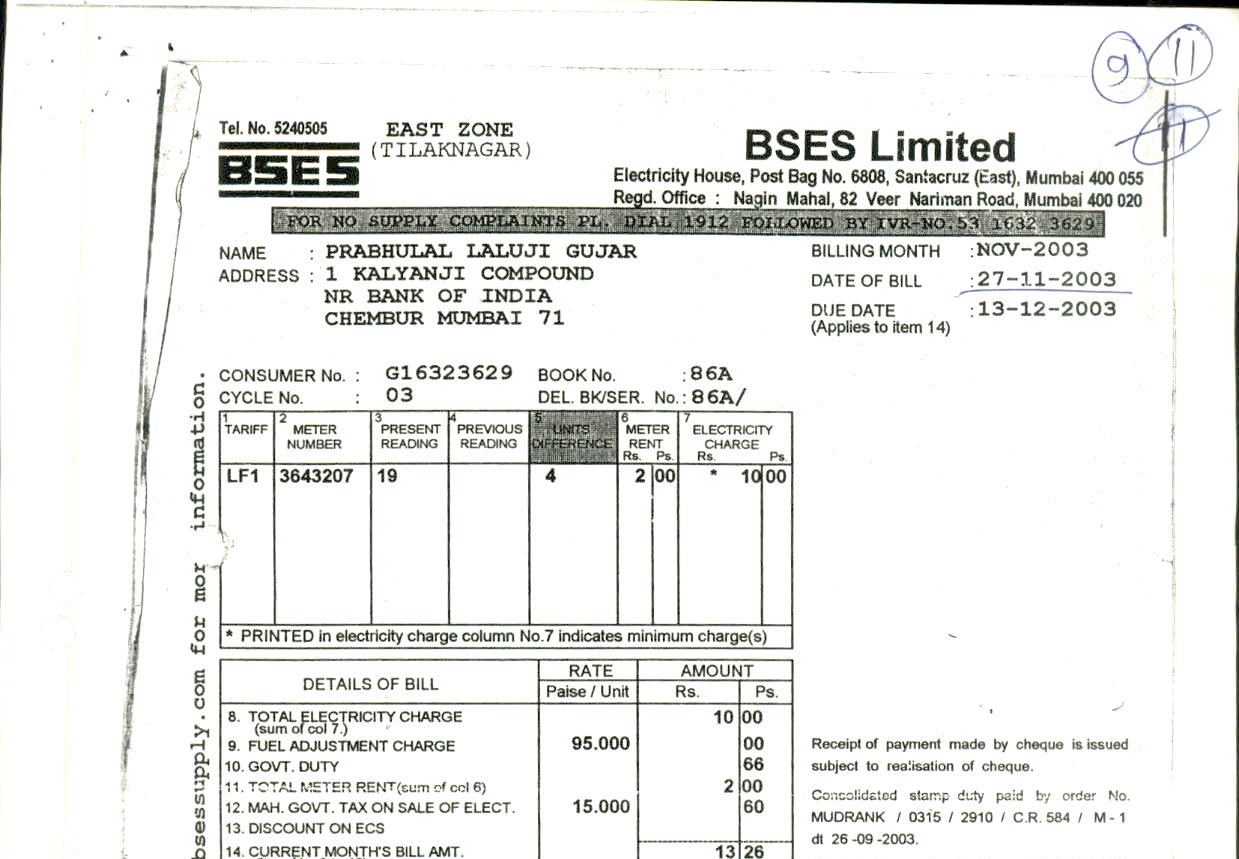 9 11
11
Tel. No. 5240505
EAST ZONE
(TILAKNAGAR)
BSES
BSES Limited
Electricity House, Post Bag No. 6808, Santacruz (East), Mumbai 400 055
Regd. Office : Nagin Mahal, 82 Veer Nariman Road, Mumbai 400 020
FOR NO SUPPLY COMPLAINTS PL. DIAL 1912 FOLLOWED BY IVR-NO.53 1632 3629
NAME : PRABHULAL LALUJI GUJAR
ADDRESS : 1 KALYANJI COMPOUND
NR BANK OF INDIA
CHEMBUR MUMBAI 71
BILLING MONTH :NOV-2003
DATE OF BILL :27-11-2003
DUE DATE :13-12-2003
(Applies to item 14)
CONSUMER No. : G16323629 BOOK No. :86A
CYCLE No. : 03 DEL. BK/SER. No.:86A/
1 2 3 4 5 6 7
TARIFF METER PRESENT PREVIOUS UNITS METER ELECTRICITY
NUMBER READING READING DIFFERENCE RENT CHARGE
Rs. Ps. Rs. Ps.
LF1 3643207 19 4 2 00 * 10 00
* PRINTED in electricity charge column No.7 indicates minimum charge(s)
DETAILS OF BILL RATE AMOUNT
Paise / Unit Rs. Ps.
8. TOTAL ELECTRICITY CHARGE 10 00
(sum of col 7.)
9. FUEL ADJUSTMENT CHARGE 95.000 00
10. GOVT. DUTY 66
11. TOTAL METER RENT(sum of col 6) 2 00
12. MAH. GOVT. TAX ON SALE OF ELECT. 15.000 60
13. DISCOUNT ON ECS
14. CURRENT MONTH'S BILL AMT. 13 26
Receipt of payment made by cheque is issued
subject to realisation of cheque.
Consolidated stamp duty paid by order No.
MUDRANK / 0315 / 2910 / C.R. 584 / M-1
dt 26-09-2003.
bsessupply.com for mor information.